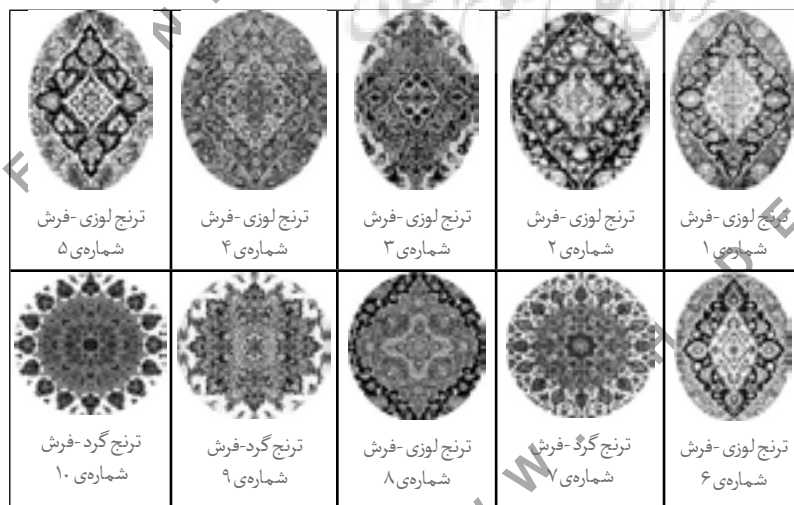 ترنج لوزی -فرش
شماره‌ی ۱
ترنج لوزی -فرش
شماره‌ی ۲
ترنج لوزی -فرش
شماره‌ی ۳
ترنج لوزی -فرش
شماره‌ی ۴
ترنج لوزی -فرش
شماره‌ی ۵
ترنج لوزی -فرش
شماره‌ی ۶
ترنج گرد -فرش
شماره‌ی ۷
ترنج لوزی -فرش
شماره‌ی ۸
ترنج گرد-فرش
شماره‌ی ۹
ترنج گرد -فرش
شماره‌ی ۱۰